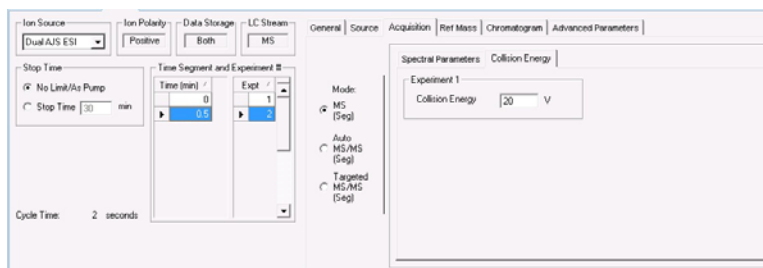 Ion Source
Dual AJS ESI
Ion Polarity
Positive
Data Storage
Both
LC Stream
MS
Stop Time
No Limit/As Pump
Stop Time 30 min
Cycle Time: 2 seconds
Time Segment and Experiment #
Time (min) / Expt /
0 1
0.5 2
General Source Acquisition Ref Mass Chromatogram Advanced Parameters
Mode:
MS
(Seg)
Auto
MS/MS
(Seg)
Targeted
MS/MS
(Seg)
Spectral Parameters Collision Energy
Experiment 1
Collision Energy 20 V